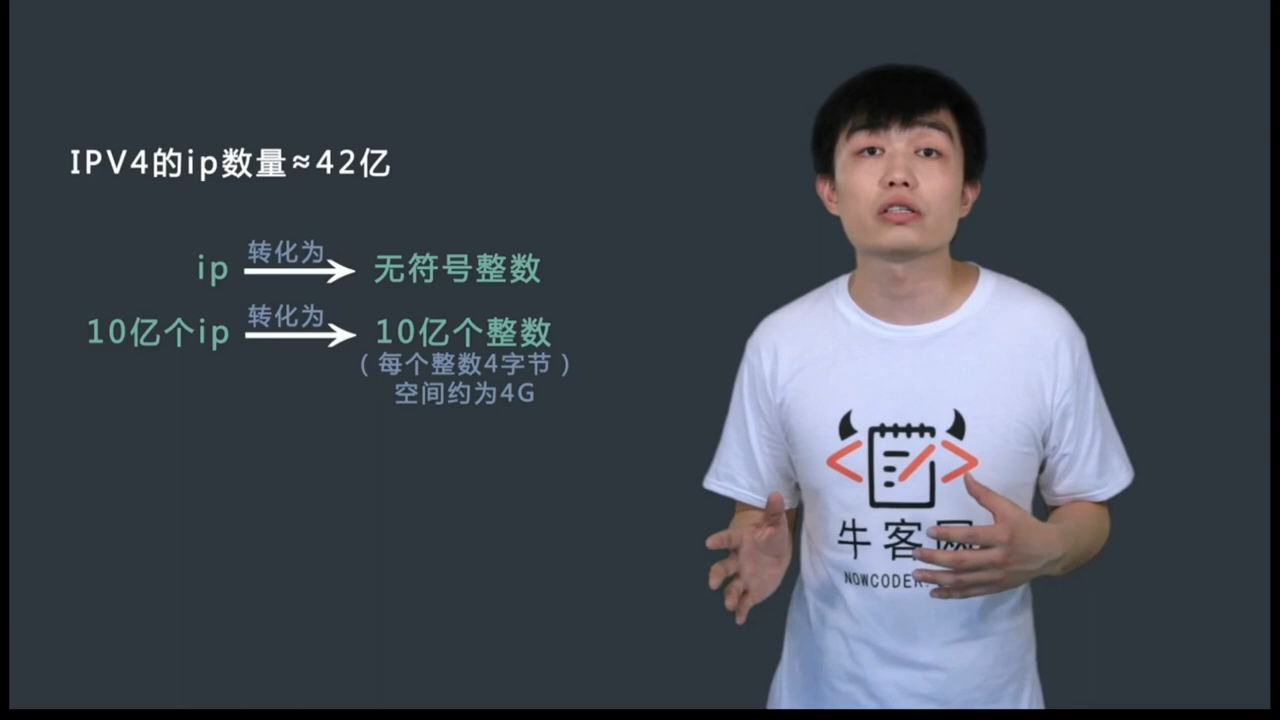 IPV4的ip数量≈42亿
ip 转化为 无符号整数
10亿个ip 转化为 10亿个整数
(每个整数4字节)
空间约为4G
牛客网
NOWCODER.